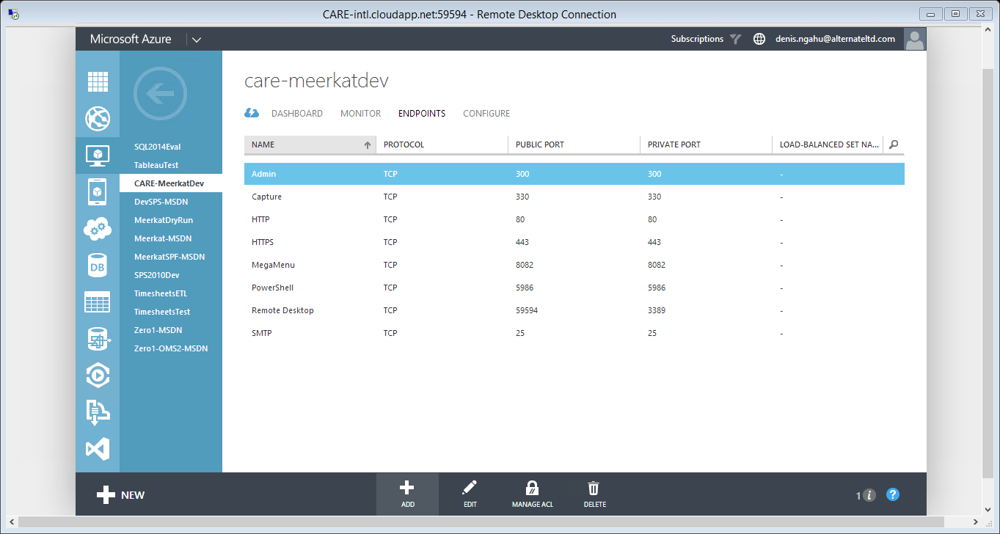 CARE-intl.cloudapp.net:59594 - Remote Desktop Connection
Microsoft Azure
Subscriptions denis.ngahu@alternateltd.com
SQL2014Eval
TableauTest
CARE-MeerkatDev
DevSPS-MSDN
MeerkatDryRun
Meerkat-MSDN
MeerkatSPF-MSDN
SPS2010Dev
TimesheetsETL
TimesheetsTest
Zero1-MSDN
Zero1-OMS2-MSDN
DB
care-meerkatdev
DASHBOARD MONITOR ENDPOINTS CONFIGURE
NAME PROTOCOL PUBLIC PORT PRIVATE PORT LOAD-BALANCED SET NA...
Admin TCP 300 300 -
Capture TCP 330 330 -
HTTP TCP 80 80 -
HTTPS TCP 443 443 -
MegaMenu TCP 8082 8082 -
PowerShell TCP 5986 5986 -
Remote Desktop TCP 59594 3389 -
SMTP TCP 25 25 -
NEW ADD EDIT MANAGE ACL DELETE 1 i ?